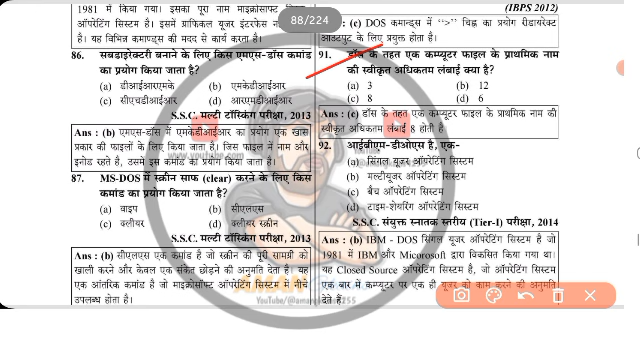 1981 में किया गया। इसका पूरा नाम माइक्रोसॉफ्ट
ऑपरेटिंग सिस्टम है। इसमें ग्राफिकल यूजर इंटरफेस
है। यह विभिन्न कमाण्ड्स की मदद से कार्य करता है।
86. सबडाइरेक्टरी बनाने के लिए किस एमएस-डॉस कमांड
का प्रयोग किया जाता है?
(a) डीआईआरएमके (b) एमकेडीआईआर
(c) सीएचडीआईआर (d) आरएमडीआईआर
S.S.C. मल्टी टॉस्किंग परीक्षा, 2013
Ans : (b) एमएस-डॉस में एमकेडीआईआर का प्रयोग एक खास
प्रकार की फाइलों के लिए किया जाता है। जिस फाइल में नाम और
इनोड रखते है, उसमे इस कमांड का प्रयोग किया जाता है।
87. MS-DOS में स्क्रीन साफ (clear) करने के लिए किस
कमांड का प्रयोग किया जाता है?
(a) वाइप (b) सीएलएस
(c) क्लीयर (d) क्लीयर स्क्रीन
S.S.C. मल्टी टॉस्किंग परीक्षा, 2013
Ans : (b) सीएलएस एक कमांड है जो स्क्रीन की पूरी सामग्री को
खाली करने और केवल एक संकेत छोड़ने की अनुमति देता है। यह
एक आंतरिक कमांड है जो माइक्रोसॉफ्ट ऑपरेटिंग सिस्टम में नीचे
उपलब्ध होता है।
88/224
(IBPS 2012)
: (c) DOS कमान्ड्स में ">" चिह्न का प्रयोग रीडायरेक्ट
आउटपुट के लिए प्रयुक्त होता है।
91. डॉस के तहत एक कम्प्यूटर फाइल के प्राथमिक नाम
की स्वीकृत अधिकतम लंबाई क्या है?
(a) 3 (b) 12
(c) 8 (d) 6
Ans : (c) डॉस के तहत एक कम्प्यूटर फाइल के प्राथमिक नाम की
स्वीकृत अधिकतम लंबाई 8 होती है
92. आईबीएम-डीओएस है, एक-
(a) सिंगल यूजर ऑपरेटिंग सिस्टम
(b) मल्टीयूजर ऑपरेटिंग सिस्टम
(c) बैच ऑपरेटिंग सिस्टम
(d) टाइम-शेयरिंग ऑपरेटिंग सिस्टम
S.S.C. संयुक्त स्नातक स्तरीय (Tier-I) परीक्षा, 2014
Ans : (b) IBM - DOS सिंगल यूजर ऑपरेटिंग सिस्टम है जो
1981 में IBM और Micorosoft द्वारा विकसित किया गया था।
यह Closed Source ऑपरेटिंग सिस्टम है, जो ऑपरेटिंग सिस्टम
एक बार में कम्प्यूटर पर एक ही यूजर को काम करने की अनुमति
देते है।